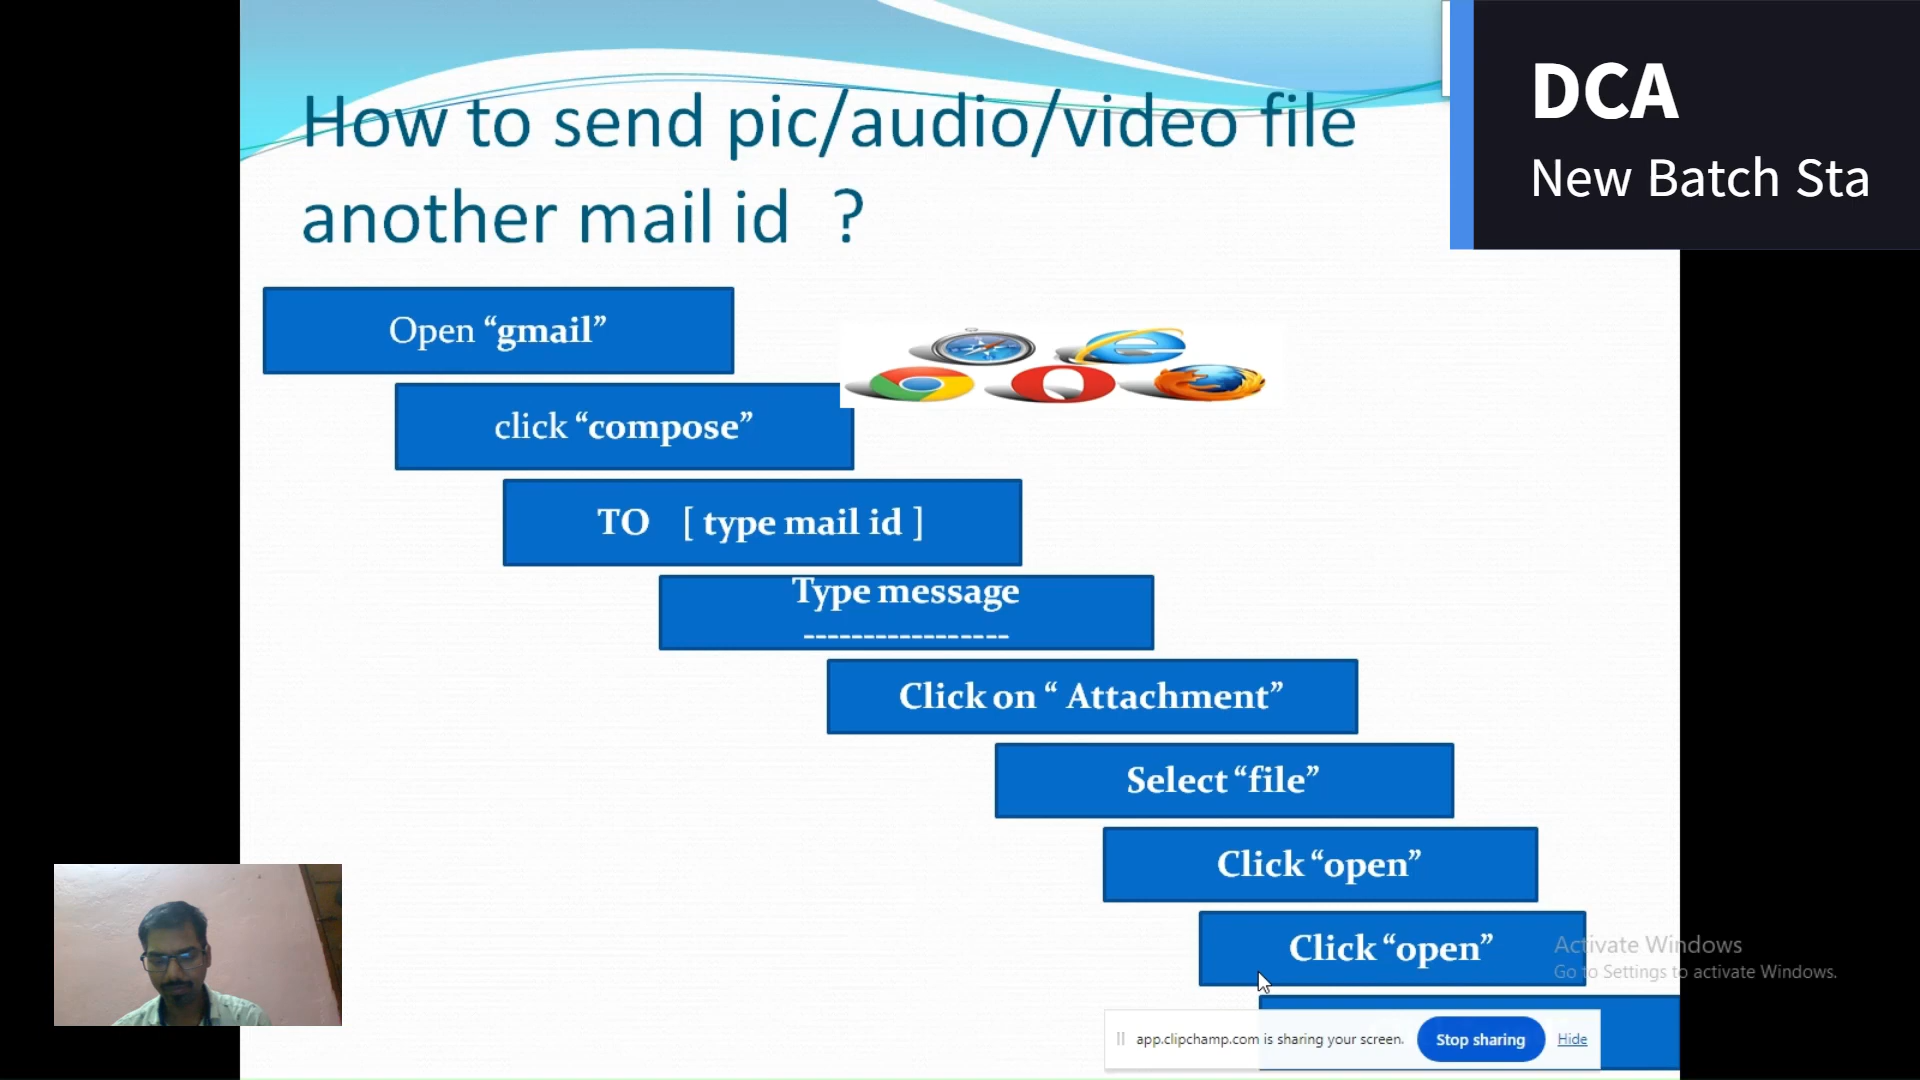 How to send pic/audio/video file
another mail id ?
DCA
New Batch Sta
Open “gmail”
click “compose”
TO [ type mail id ]
Type message
-----------------
Click on “ Attachment”
Select “file”
Click “open”
Click “open”
Activate Windows
Go to Settings to activate Windows.
app.clipchamp.com is sharing your screen. Stop sharing Hide